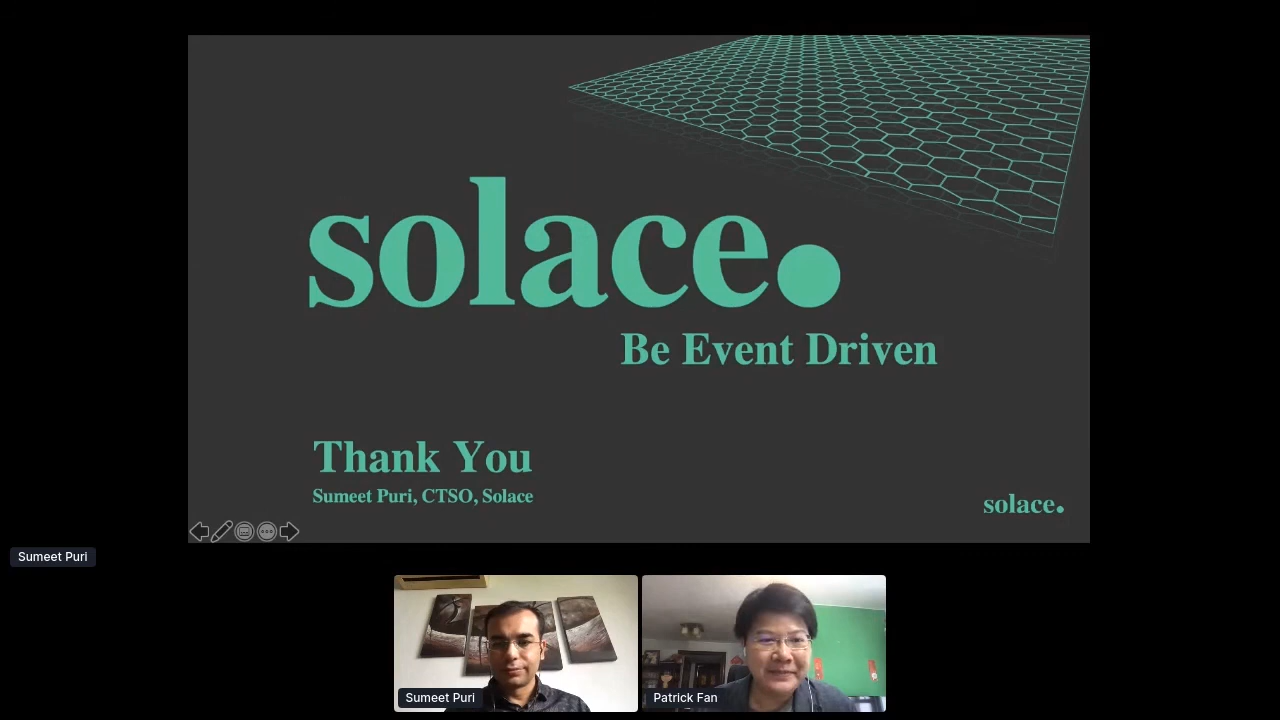 solace.
Be Event Driven
Thank You
Sumeet Puri, CTSO, Solace
solace.
Sumeet Puri
Sumeet Puri
Patrick Fan